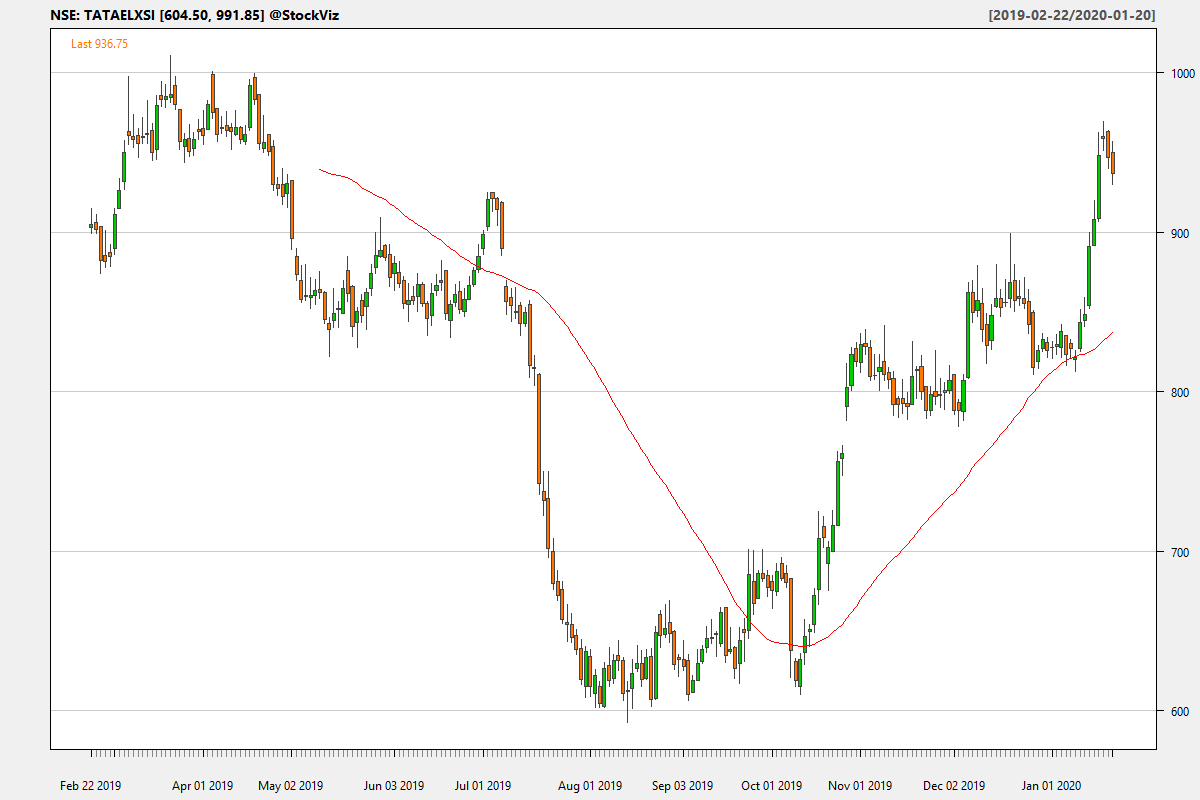 NSE: TATAELXSI [604.50, 991.85] @StockViz [2019-02-22/2020-01-20]
Last 936.75
1000
900
800
700
600
Feb 22 2019 Apr 01 2019 May 02 2019 Jun 03 2019 Jul 01 2019 Aug 01 2019 Sep 03 2019 Oct 01 2019 Nov 01 2019 Dec 02 2019 Jan 01 2020